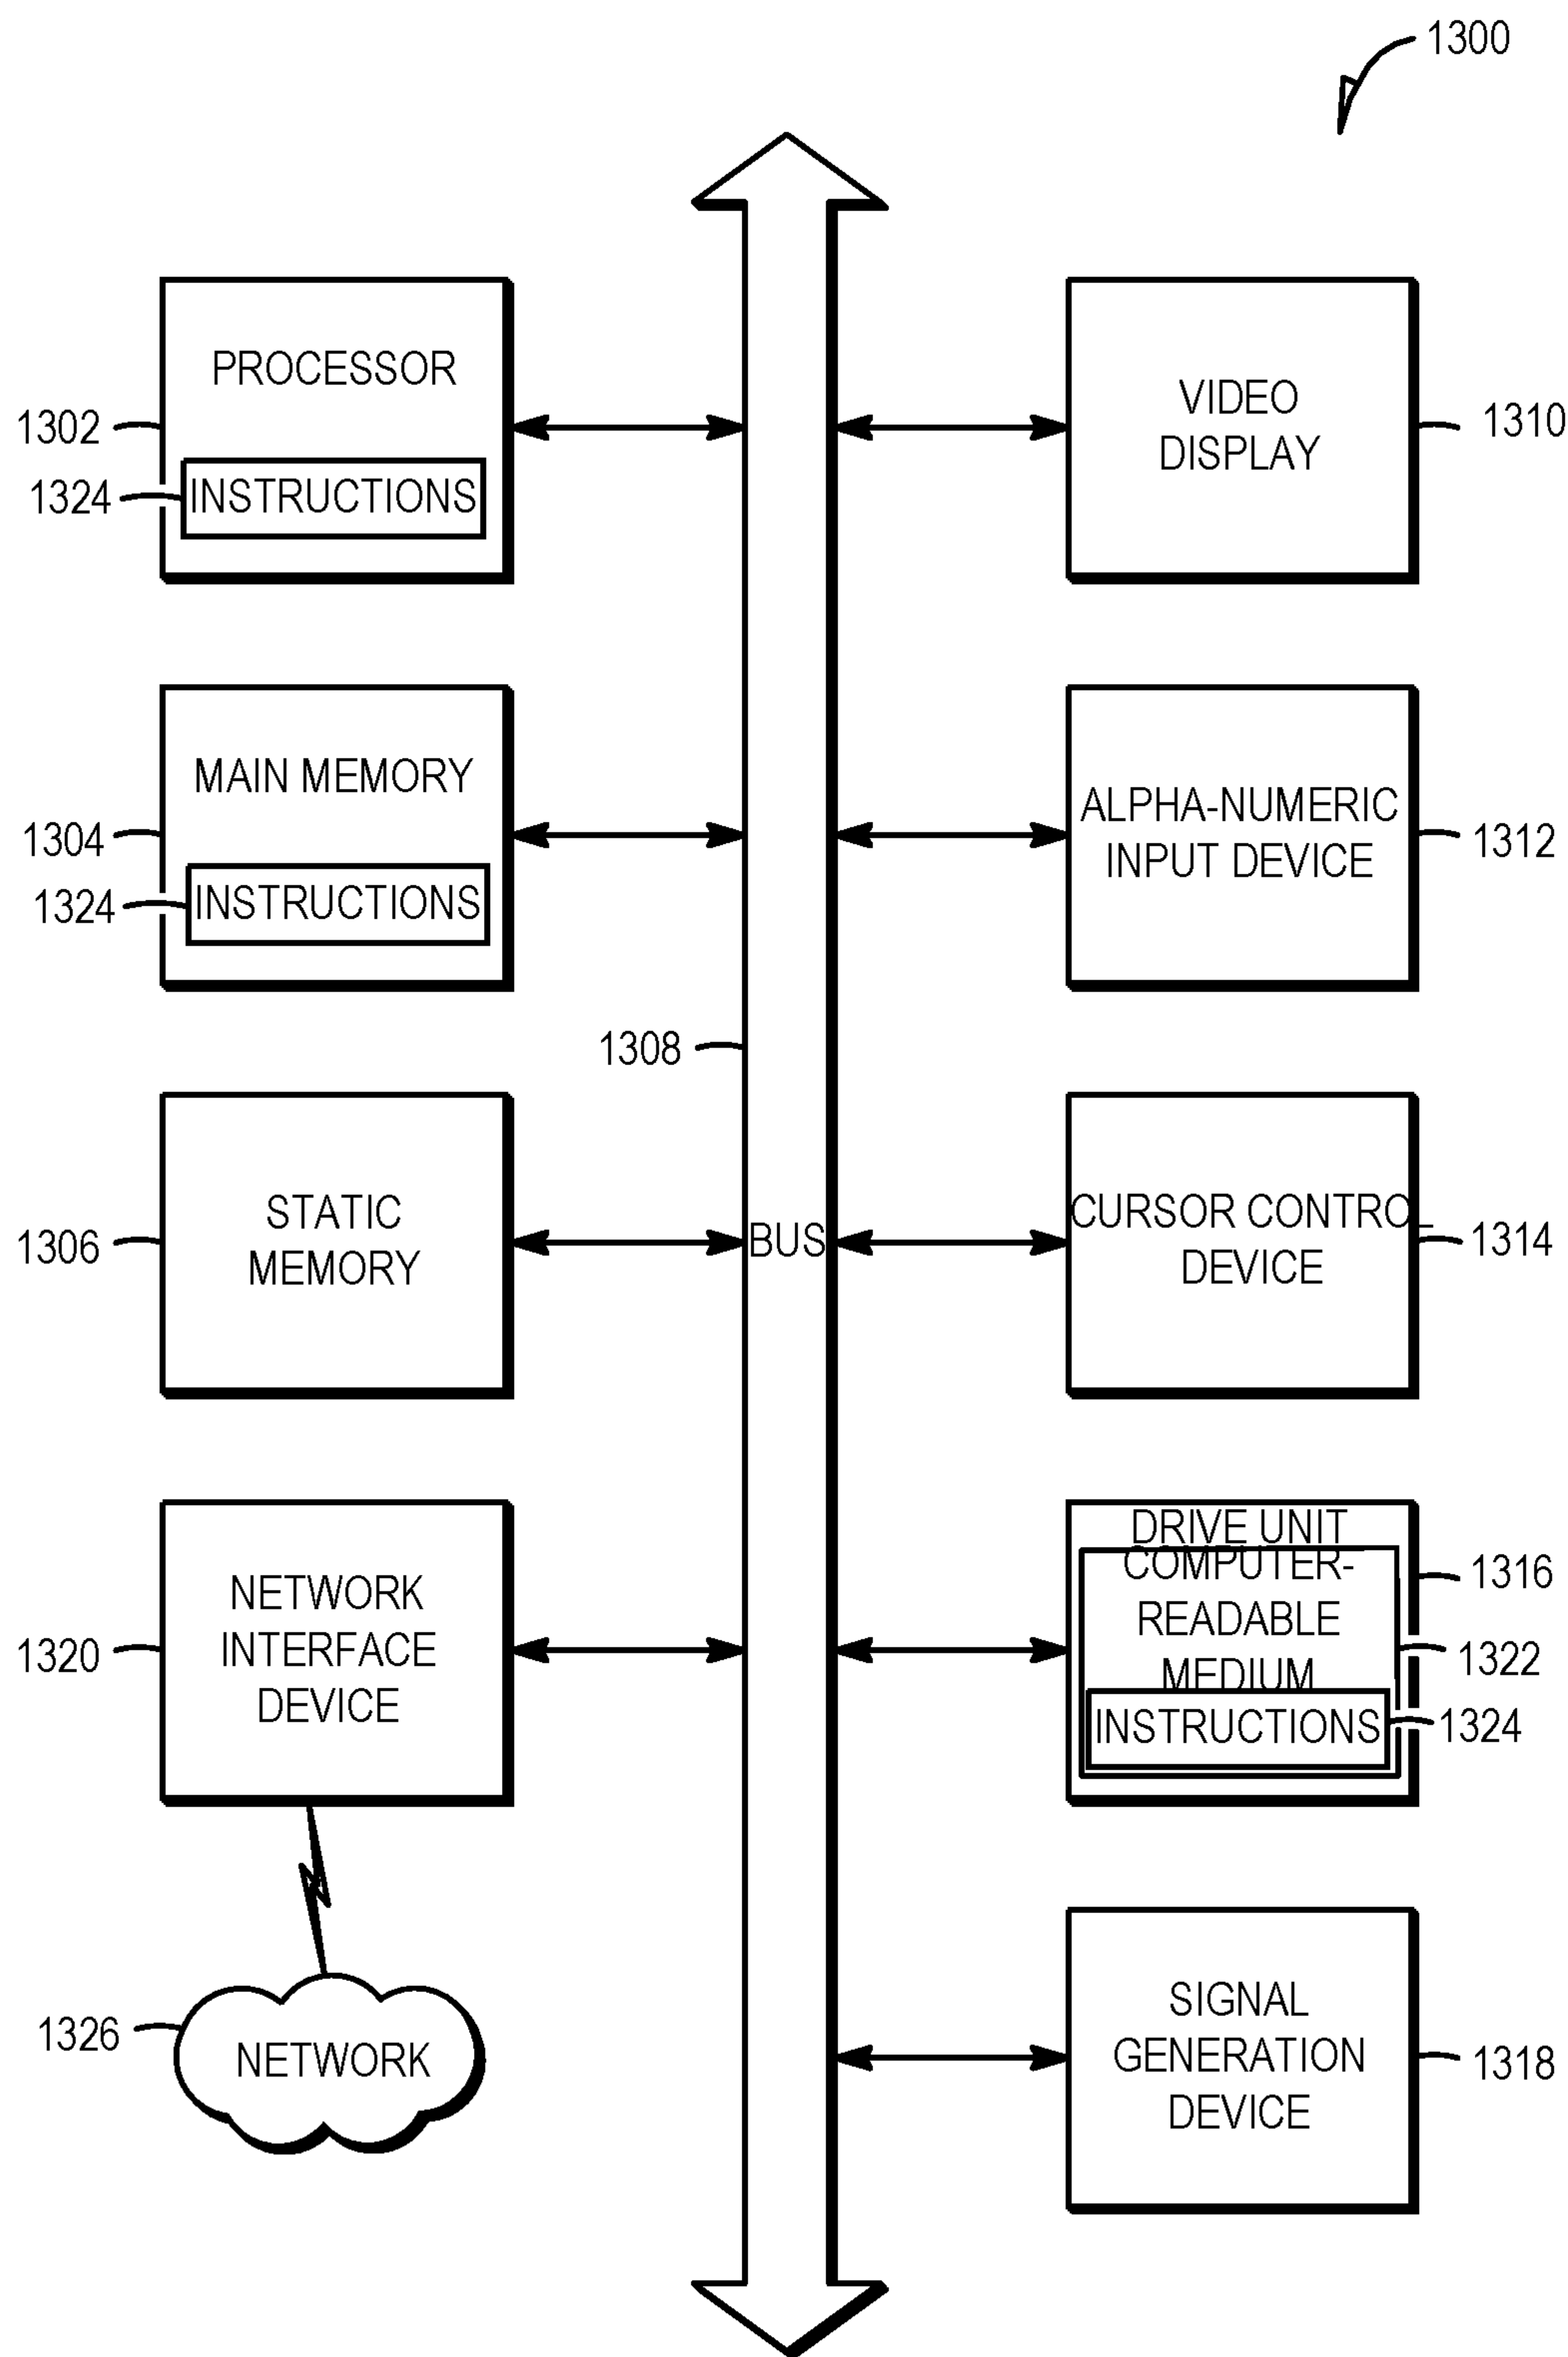 1300
PROCESSOR
1302
1324
INSTRUCTIONS
VIDEO
DISPLAY
1310
MAIN MEMORY
1304
1324
INSTRUCTIONS
ALPHA-NUMERIC
INPUT DEVICE
1312
1308
STATIC
MEMORY
1306
BUS
CURSOR CONTROL
DEVICE
1314
NETWORK
INTERFACE
DEVICE
1320
DRIVE UNIT
COMPUTER-
READABLE
MEDIUM
INSTRUCTIONS
1316
1322
1324
1326
NETWORK
SIGNAL
GENERATION
DEVICE
1318